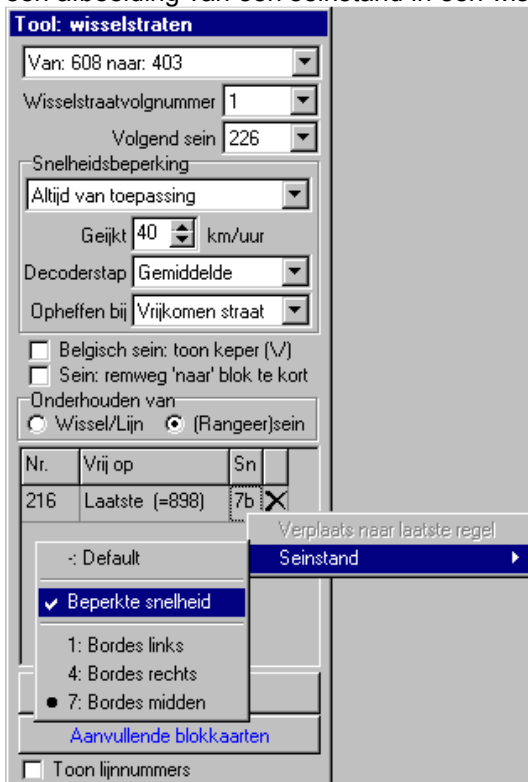 Tool: wisselstraten
Van: 608 naar: 403
Wisselstraatvolgnummer 1
Volgend sein 226
Snelheidsbeperking
Altijd van toepassing
Geijkt 40 km/uur
Decoderstap Gemiddelde
Opheffen bij Vrijkomen straat
Belgisch sein: toon keper (\/)
Sein: remweg 'naar' blok te kort
Onderhouden van
Wissel/Lijn (Rangeer)sein
Nr. Vrij op Sn
216 Laatste (=898) 7b
Verplaats naar laatste regel
Seinstand
-: Default
Beperkte snelheid
1: Bordes links
4: Bordes rechts
7: Bordes midden
Aanvullende blokkaarten
Toon lijnnummers